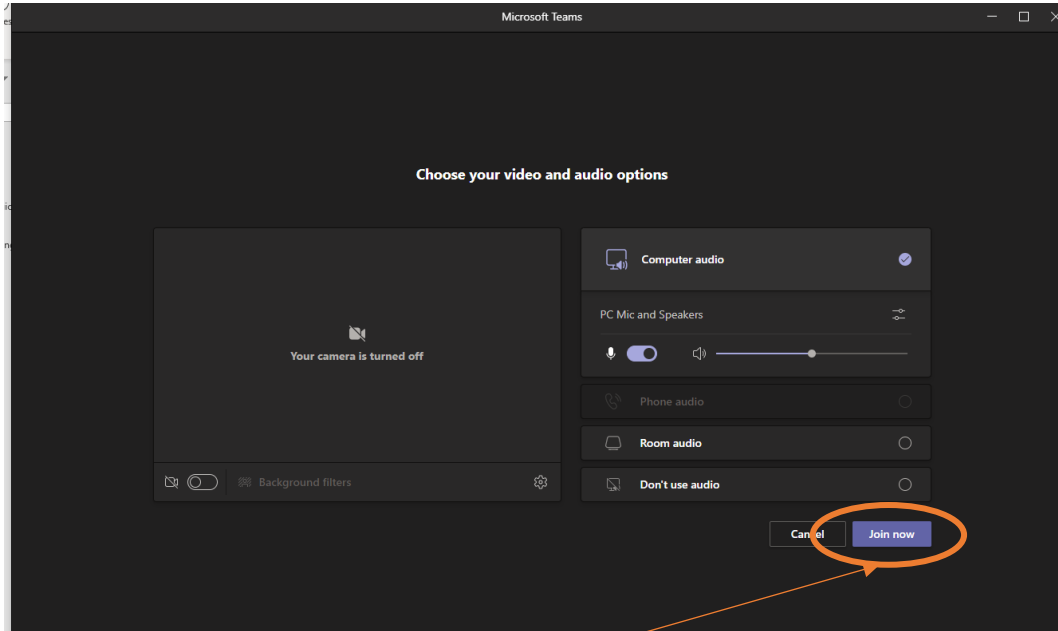 Microsoft Teams
Choose your video and audio options
Your camera is turned off
Background filters
Computer audio
PC Mic and Speakers
Phone audio
Room audio
Don't use audio
Cancel
Join now